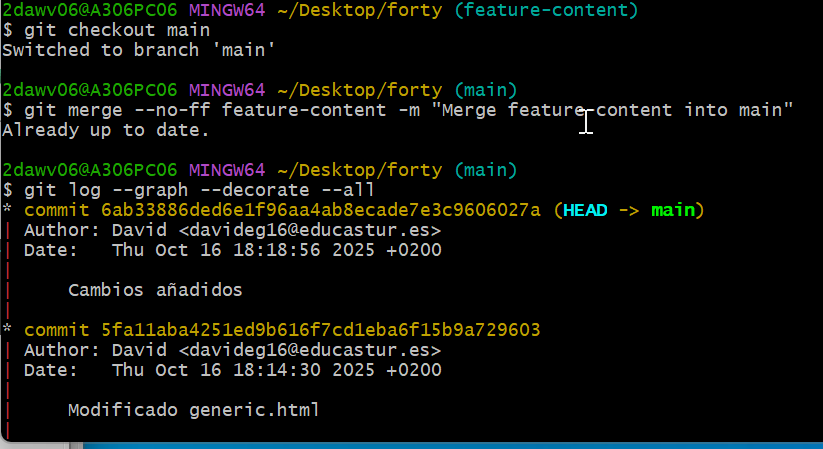 2dawv06@A306PC06 MINGW64 ~/Desktop/forty (feature-content)
$ git checkout main
Switched to branch 'main'

2dawv06@A306PC06 MINGW64 ~/Desktop/forty (main)
$ git merge --no-ff feature-content -m "Merge feature-content into main"
Already up to date.

2dawv06@A306PC06 MINGW64 ~/Desktop/forty (main)
$ git log --graph --decorate --all
* commit 6ab33886ded6e1f96aa4ab8ecade7e3c9606027a (HEAD -> main)
| Author: David <davideg16@educastur.es>
| Date:   Thu Oct 16 18:18:56 2025 +0200
|
|     Cambios añadidos
|
* commit 5fa11aba4251ed9b616f7cd1eba6f15b9a729603
| Author: David <davideg16@educastur.es>
| Date:   Thu Oct 16 18:14:30 2025 +0200
|
|     Modificado generic.html
|